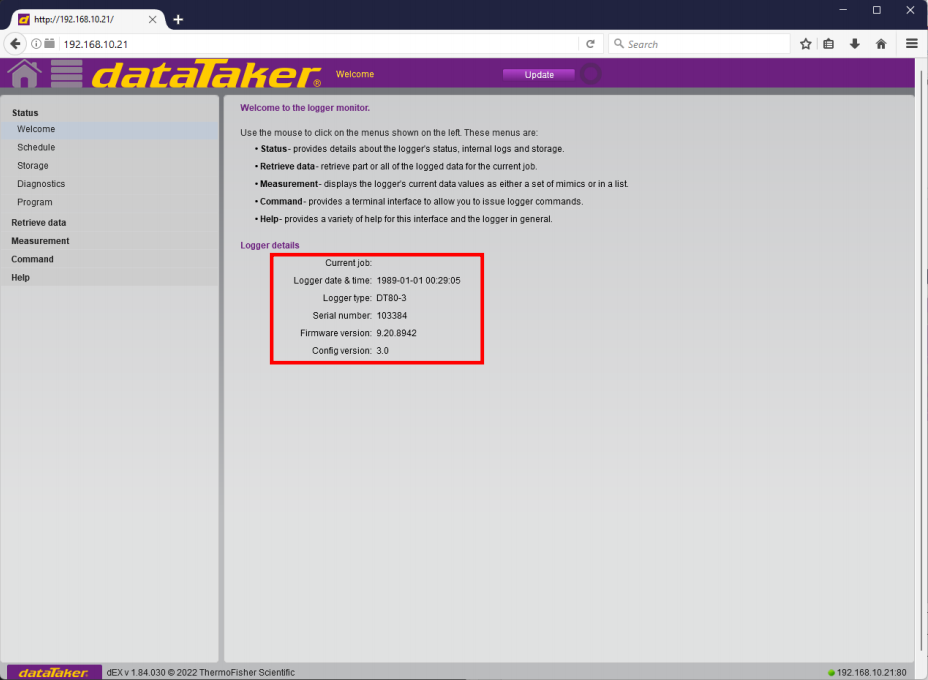 http://192.168.10.21/
192.168.10.21
Search
dataTaker®
Welcome
Update
Status
Welcome
Schedule
Storage
Diagnostics
Program
Retrieve data
Measurement
Command
Help
Welcome to the logger monitor.
Use the mouse to click on the menus shown on the left. These menus are:
• Status- provides details about the logger's status, internal logs and storage.
• Retrieve data- retrieve part or all of the logged data for the current job.
• Measurement- displays the logger's current data values as either a set of mimics or in a list.
• Command- provides a terminal interface to allow you to issue logger commands.
• Help- provides a variety of help for this interface and the logger in general.
Logger details
Current job:
Logger date & time: 1989-01-01 00:29:05
Logger type: DT80-3
Serial number: 103384
Firmware version: 9.20.8942
Config version: 3.0
dataTaker. dEX v 1.84.030 © 2022 ThermoFisher Scientific
192.168.10.21:80